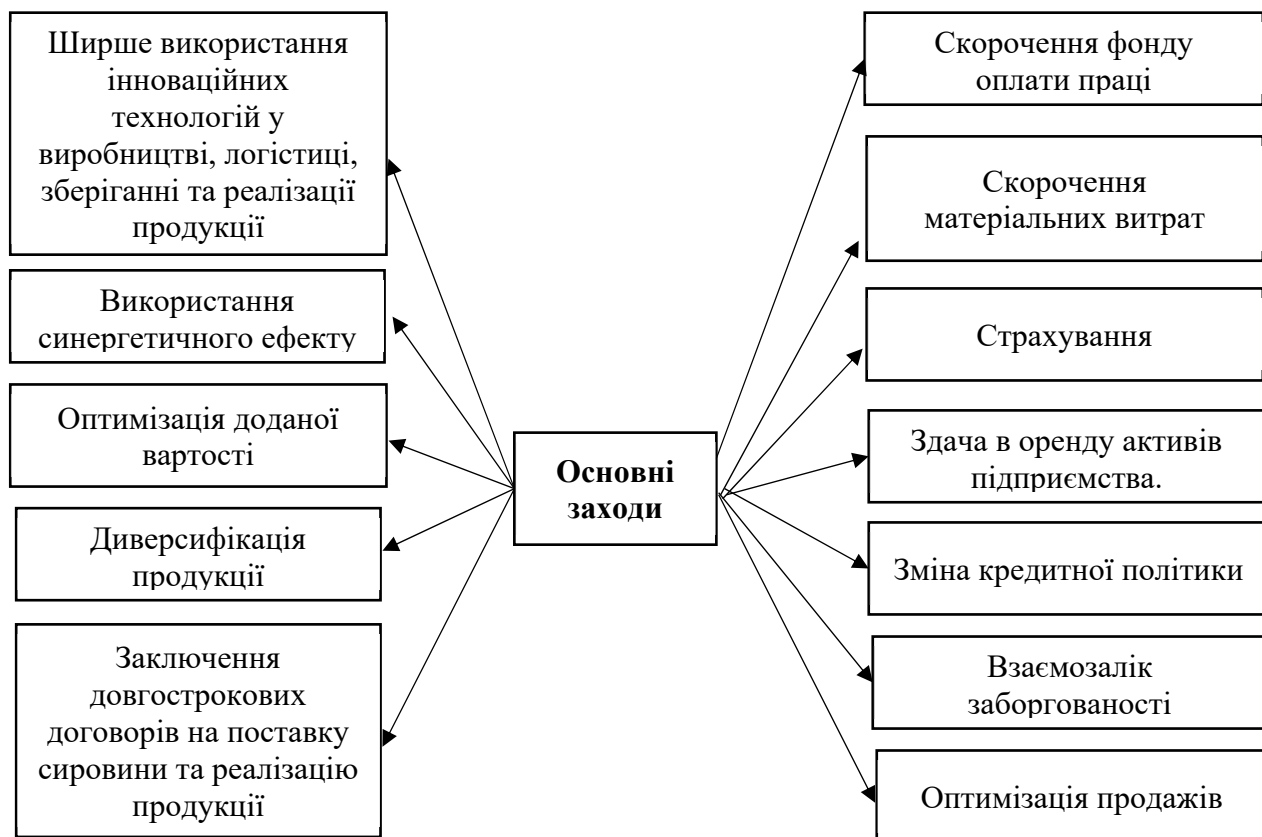 Ширше використання
інноваційних
технологій у
виробництві, логістиці,
зберіганні та реалізації
продукції
Використання
синергетичного ефекту
Оптимізація доданої
вартості
Диверсифікація
продукції
Заключення
довгострокових
договорів на поставку
сировини та реалізацію
продукції
Основні
заходи
Скорочення фонду
оплати праці
Скорочення
матеріальних витрат
Страхування
Здача в оренду активів
підприємства.
Зміна кредитної політики
Взаємозалік
заборгованості
Оптимізація продажів